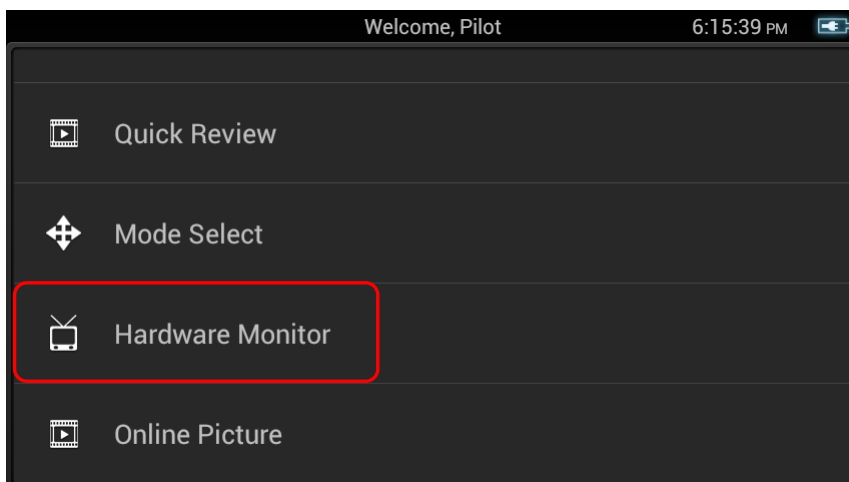 Welcome, Pilot 6:15:39 PM
Quick Review
Mode Select
Hardware Monitor
Online Picture